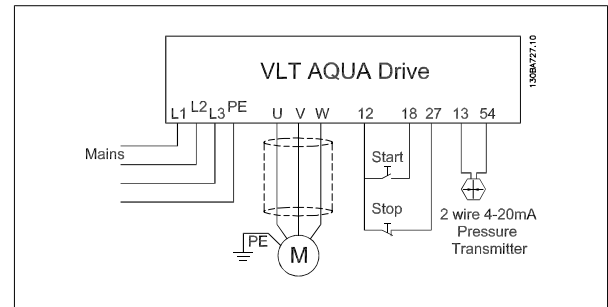 130BA727.10
VLT AQUA Drive
L1 L2 L3 PE U V W 12 18 27 13 54
Mains
Start
Stop
PE
M
2 wire 4-20mA
Pressure
Transmitter